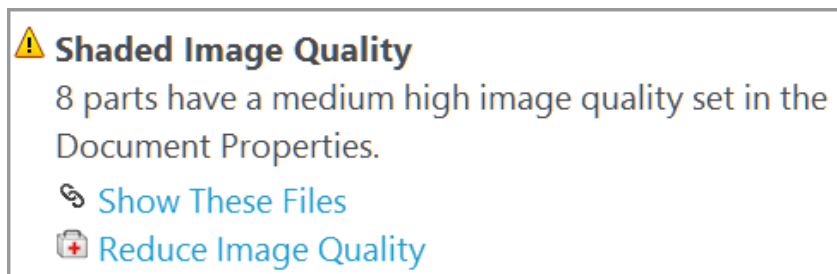 Shaded Image Quality
8 parts have a medium high image quality set in the
Document Properties.
Show These Files
Reduce Image Quality